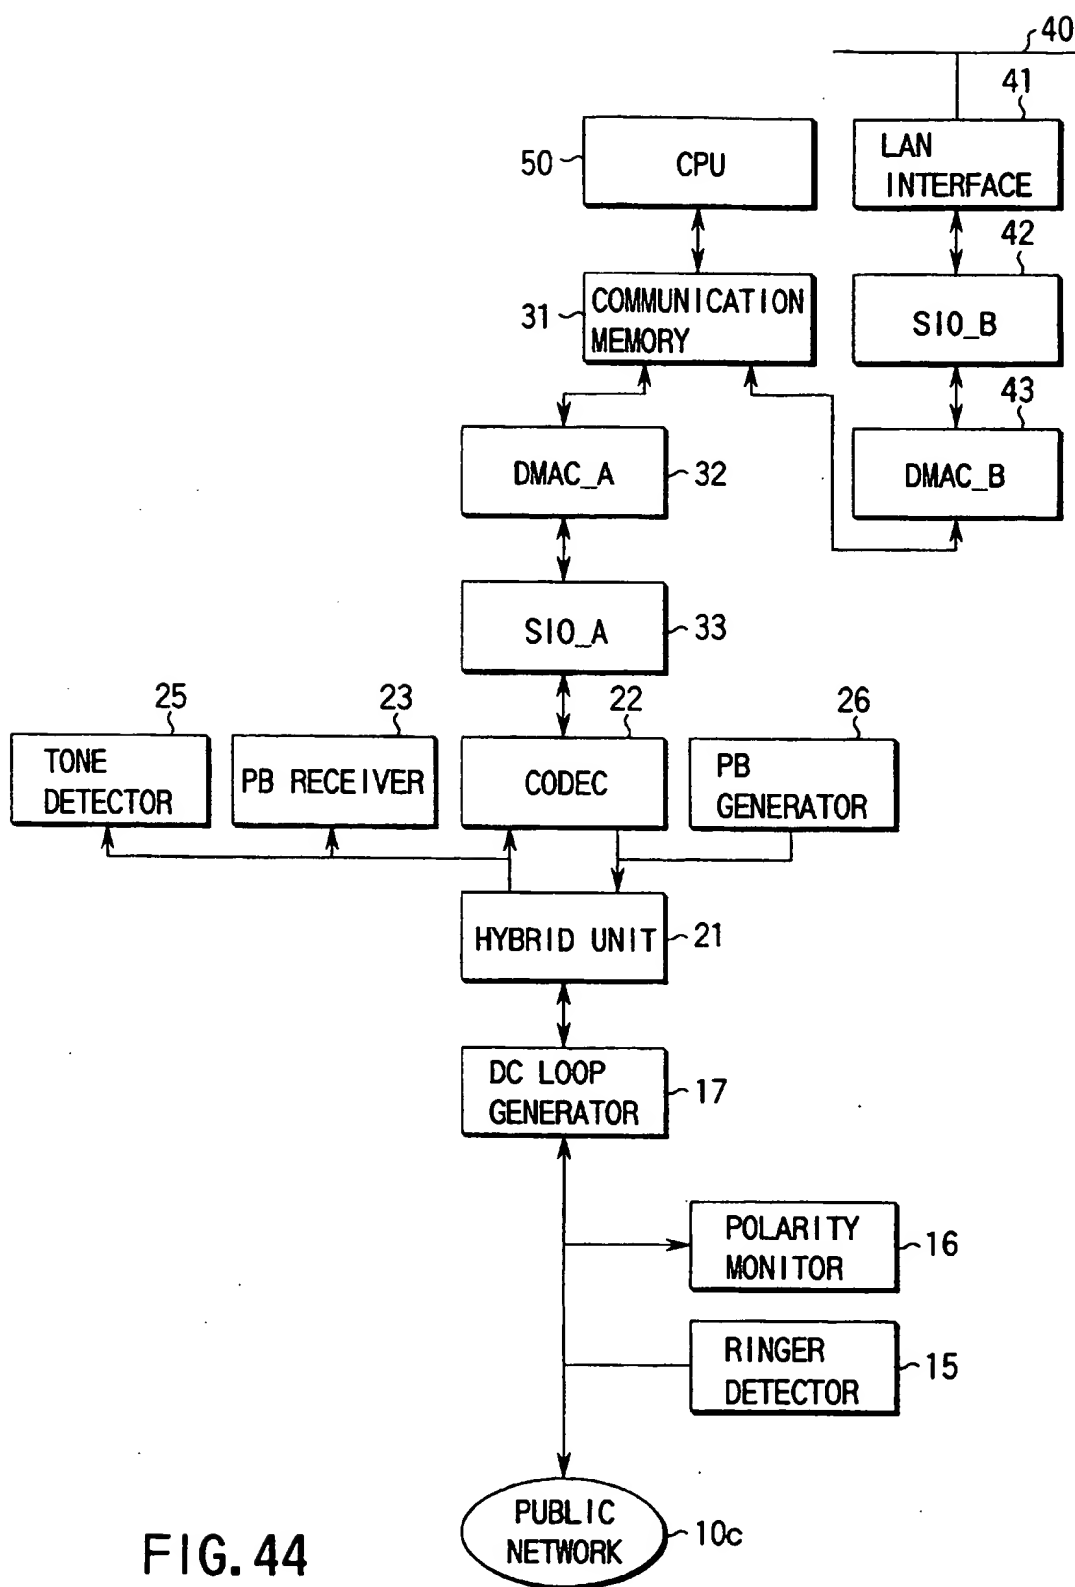 40
41
50
CPU
LAN
INTERFACE
42
31
COMMUNICATION
MEMORY
SIO_B
43
DMAC_A
32
DMAC_B
SIO_A
33
25
23
22
26
TONE
DETECTOR
PB RECEIVER
CODEC
PB
GENERATOR
HYBRID UNIT
21
DC LOOP
GENERATOR
17
POLARITY
MONITOR
16
RINGER
DETECTOR
15
PUBLIC
NETWORK
10c
FIG. 44